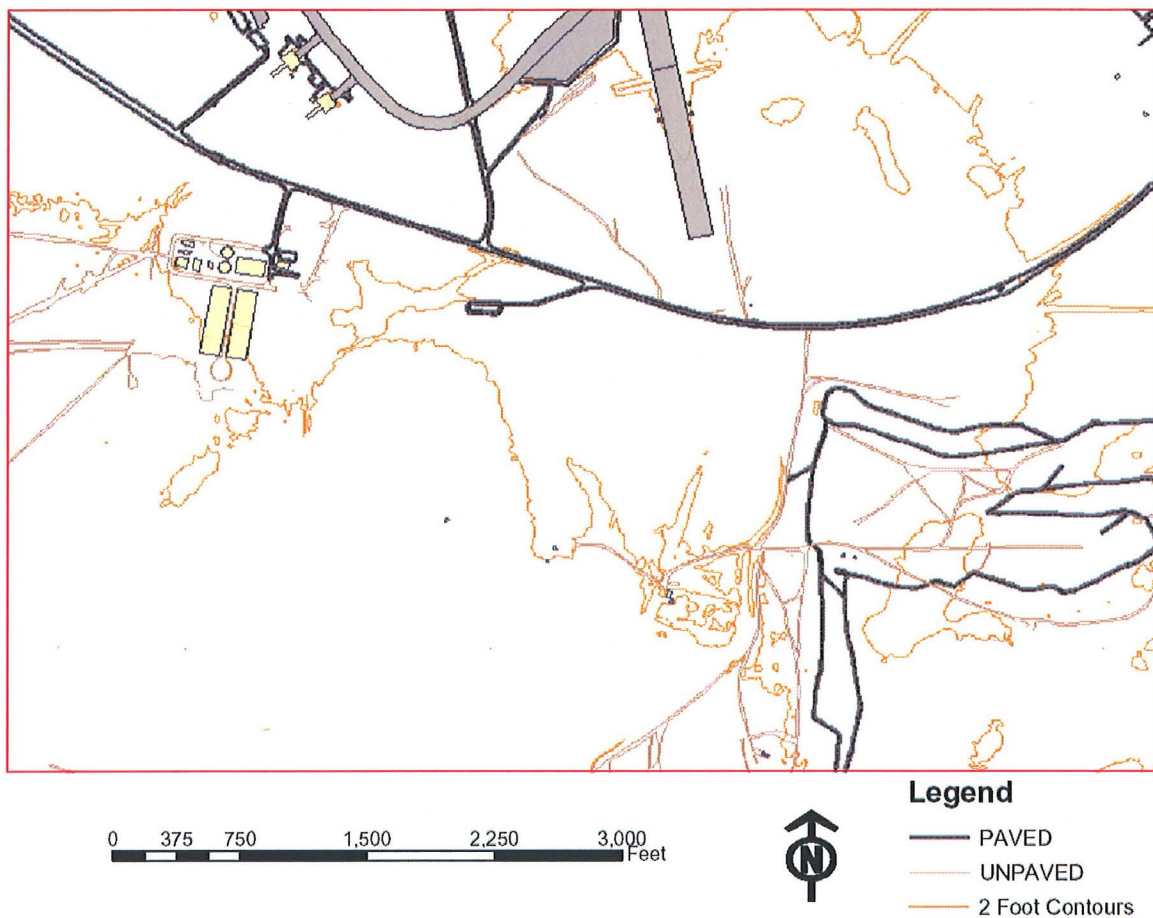 0 375 750 1,500 2,250 3,000
Feet
N
Legend
PAVED
UNPAVED
2 Foot Contours